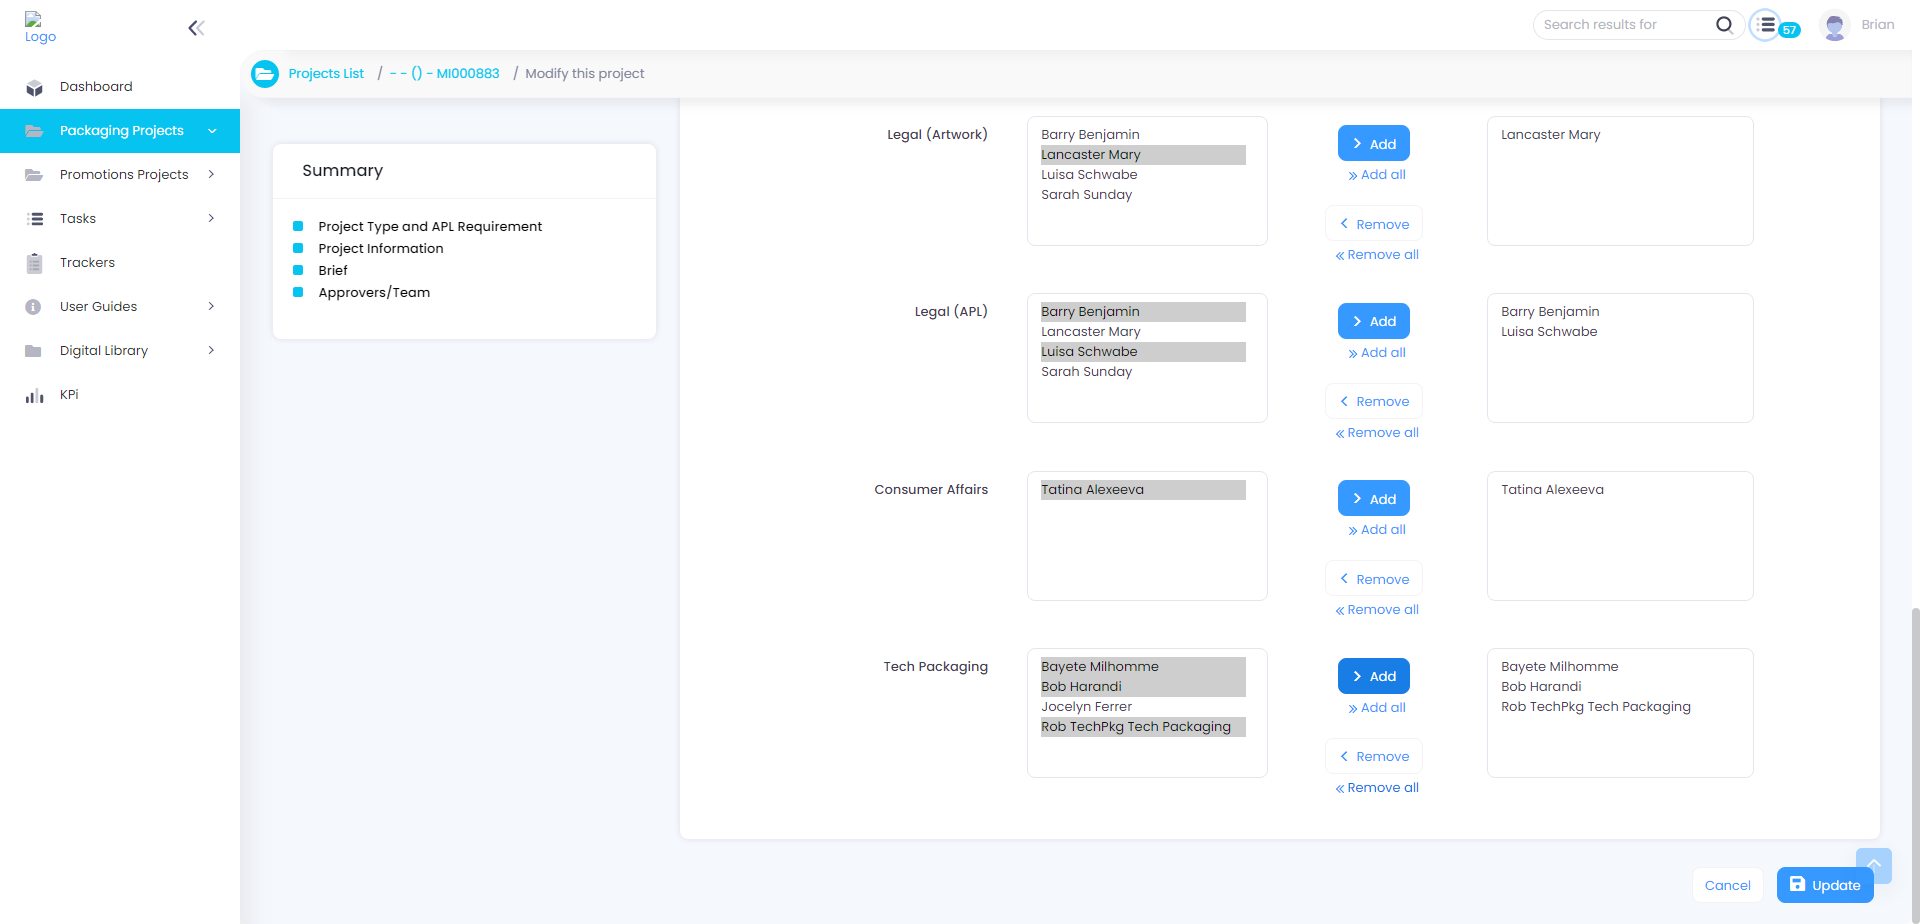 Logo
Search results for
57
Brian
Projects List / - - () - MI000883 / Modify this project
Dashboard
Packaging Projects
Promotions Projects
Tasks
Trackers
User Guides
Digital Library
KPi
Summary
Project Type and APL Requirement
Project Information
Brief
Approvers/Team
Legal (Artwork)
Barry Benjamin
Lancaster Mary
Luisa Schwabe
Sarah Sunday
Add
Add all
Remove
Remove all
Lancaster Mary
Legal (APL)
Barry Benjamin
Lancaster Mary
Luisa Schwabe
Sarah Sunday
Add
Add all
Remove
Remove all
Barry Benjamin
Luisa Schwabe
Consumer Affairs
Tatina Alexeeva
Add
Add all
Remove
Remove all
Tatina Alexeeva
Tech Packaging
Bayete Milhomme
Bob Harandi
Jocelyn Ferrer
Rob TechPkg Tech Packaging
Add
Add all
Remove
Remove all
Bayete Milhomme
Bob Harandi
Rob TechPkg Tech Packaging
Cancel
Update